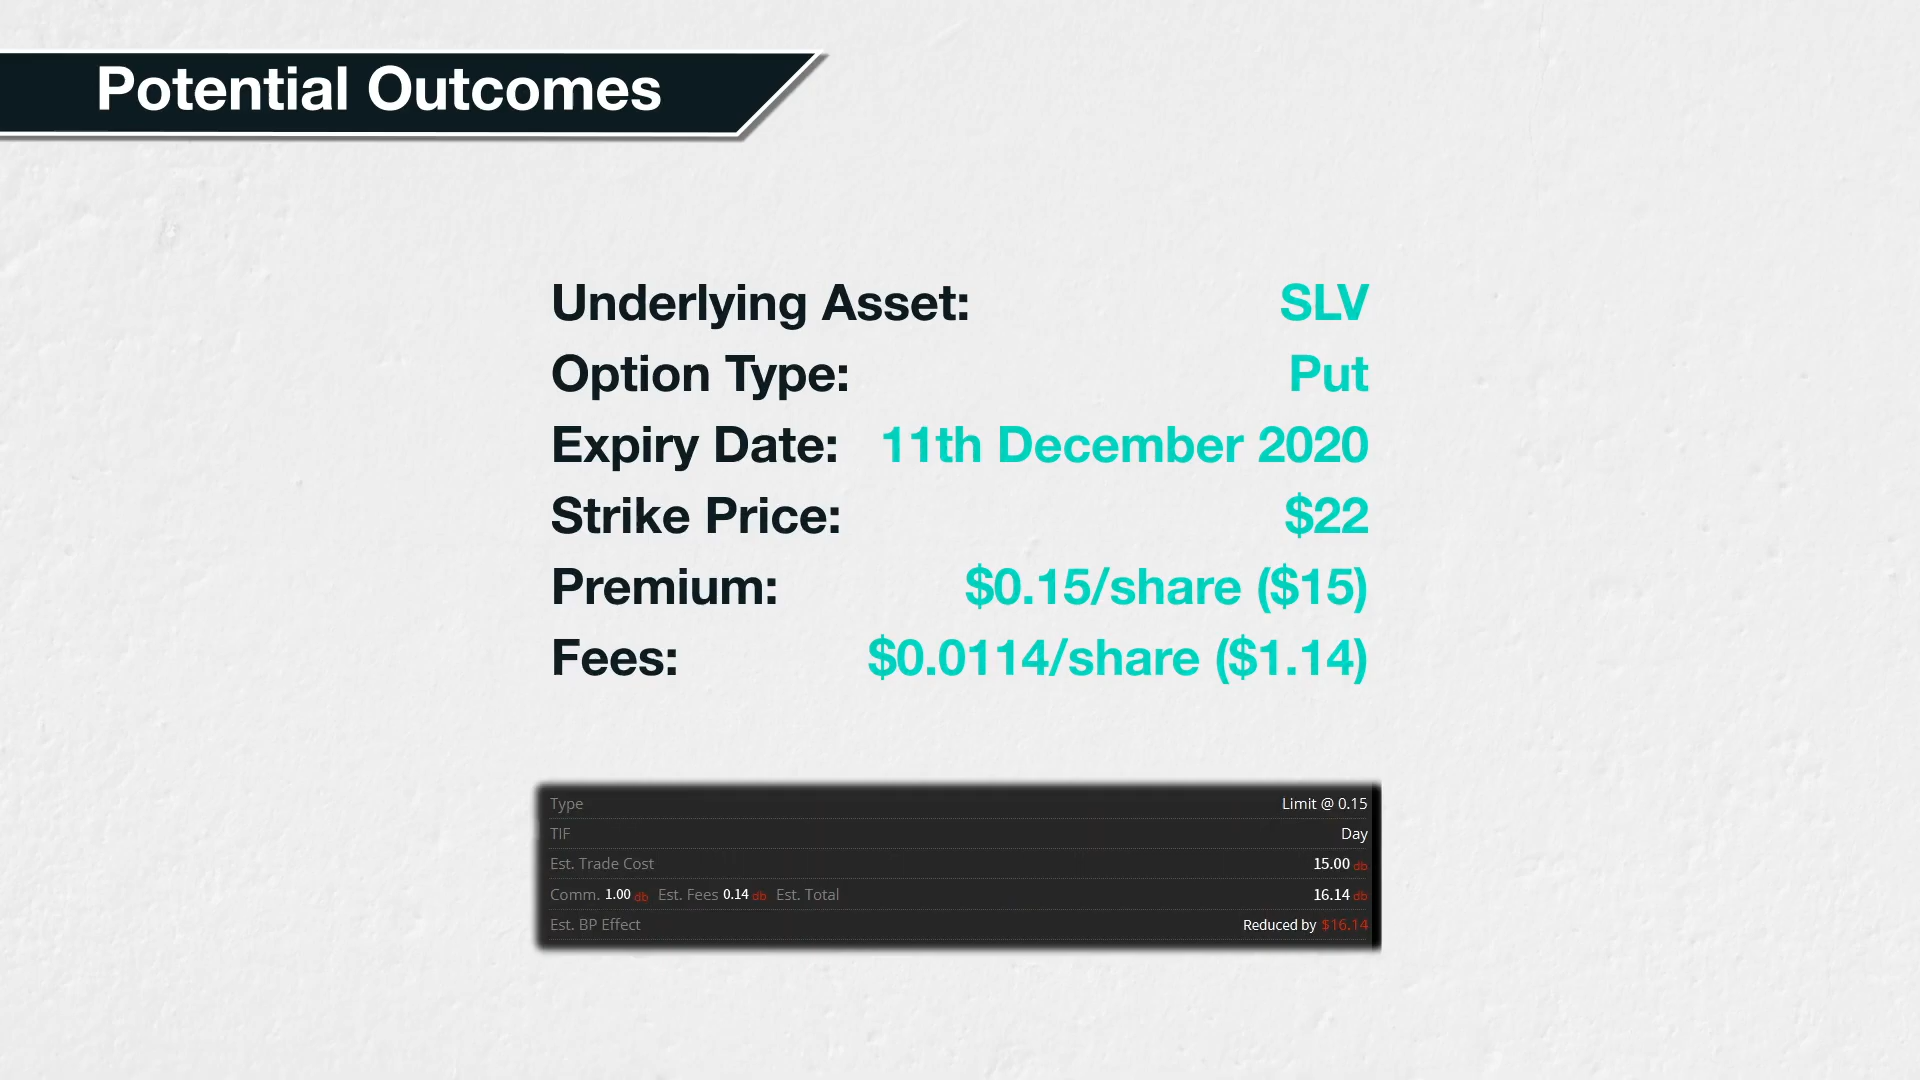 Potential Outcomes
Underlying Asset: SLV
Option Type: Put
Expiry Date: 11th December 2020
Strike Price: $22
Premium: $0.15/share ($15)
Fees: $0.0114/share ($1.14)
Type Limit @ 0.15
TIF Day
Est. Trade Cost 15.00 db
Comm. 1.00 db Est. Fees 0.14 db Est. Total 16.14 db
Est. BP Effect Reduced by $16.14